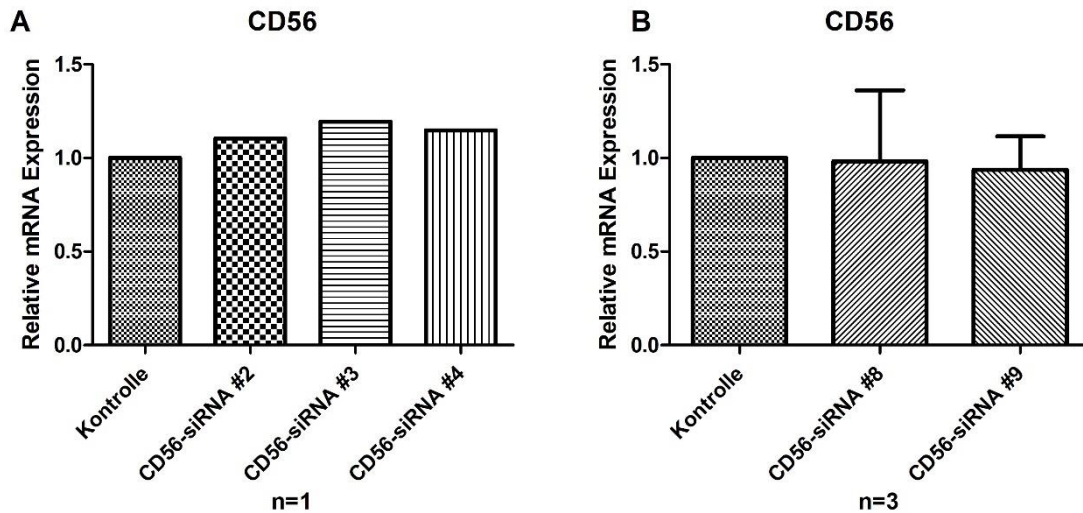 A
CD56
Relative mRNA Expression
1.5
1.0
0.5
0.0
Kontrolle
CD56-siRNA #2
CD56-siRNA #3
CD56-siRNA #4
n=1
B
CD56
Relative mRNA Expression
1.5
1.0
0.5
0.0
Kontrolle
CD56-siRNA #8
CD56-siRNA #9
n=3